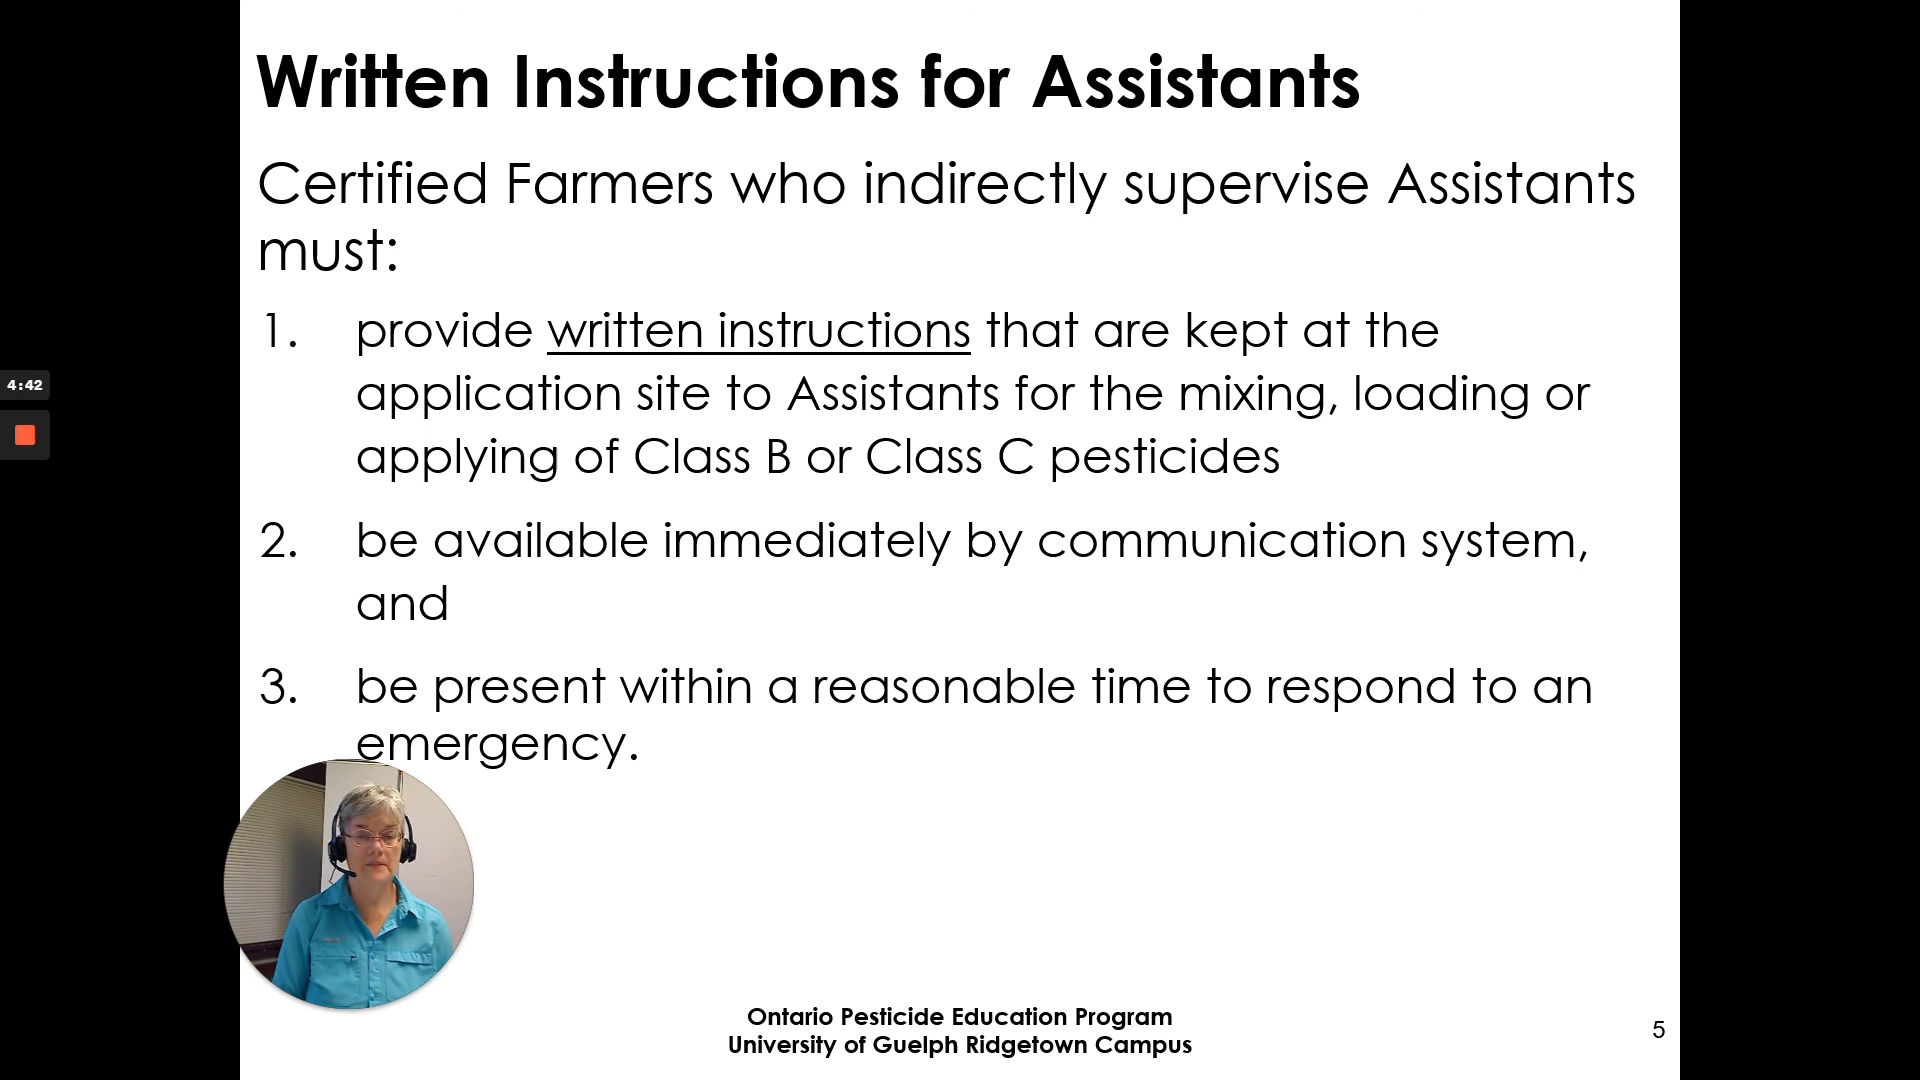 Written Instructions for Assistants
Certified Farmers who indirectly supervise Assistants
must:
1. provide written instructions that are kept at the
application site to Assistants for the mixing, loading or
applying of Class B or Class C pesticides
2. be available immediately by communication system,
and
3. be present within a reasonable time to respond to an
emergency.
4:42
Ontario Pesticide Education Program
University of Guelph Ridgetown Campus
5